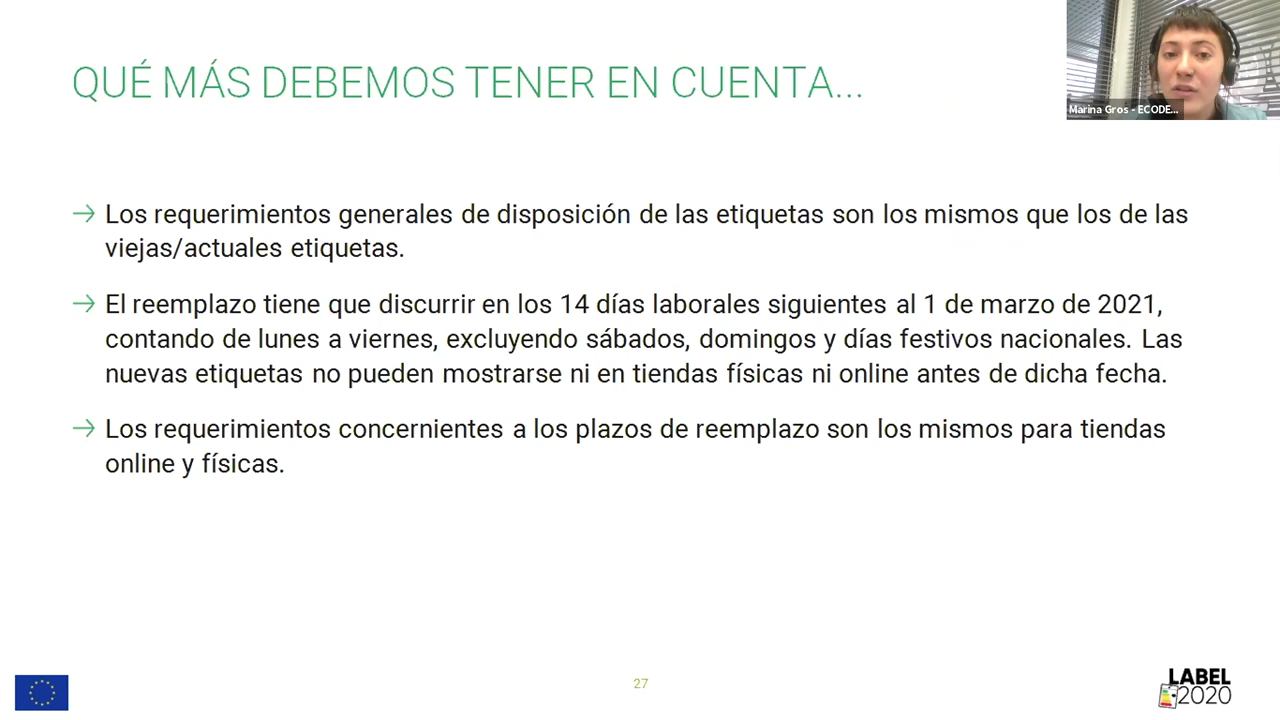 QUÉ MÁS DEBEMOS TENER EN CUENTA...
Marina Gros - ECODE...
→ Los requerimientos generales de disposición de las etiquetas son los mismos que los de las
viejas/actuales etiquetas.
→ El reemplazo tiene que discurrir en los 14 días laborales siguientes al 1 de marzo de 2021,
contando de lunes a viernes, excluyendo sábados, domingos y días festivos nacionales. Las
nuevas etiquetas no pueden mostrarse ni en tiendas físicas ni online antes de dicha fecha.
→ Los requerimientos concernientes a los plazos de reemplazo son los mismos para tiendas
online y físicas.
27
LABEL
2020